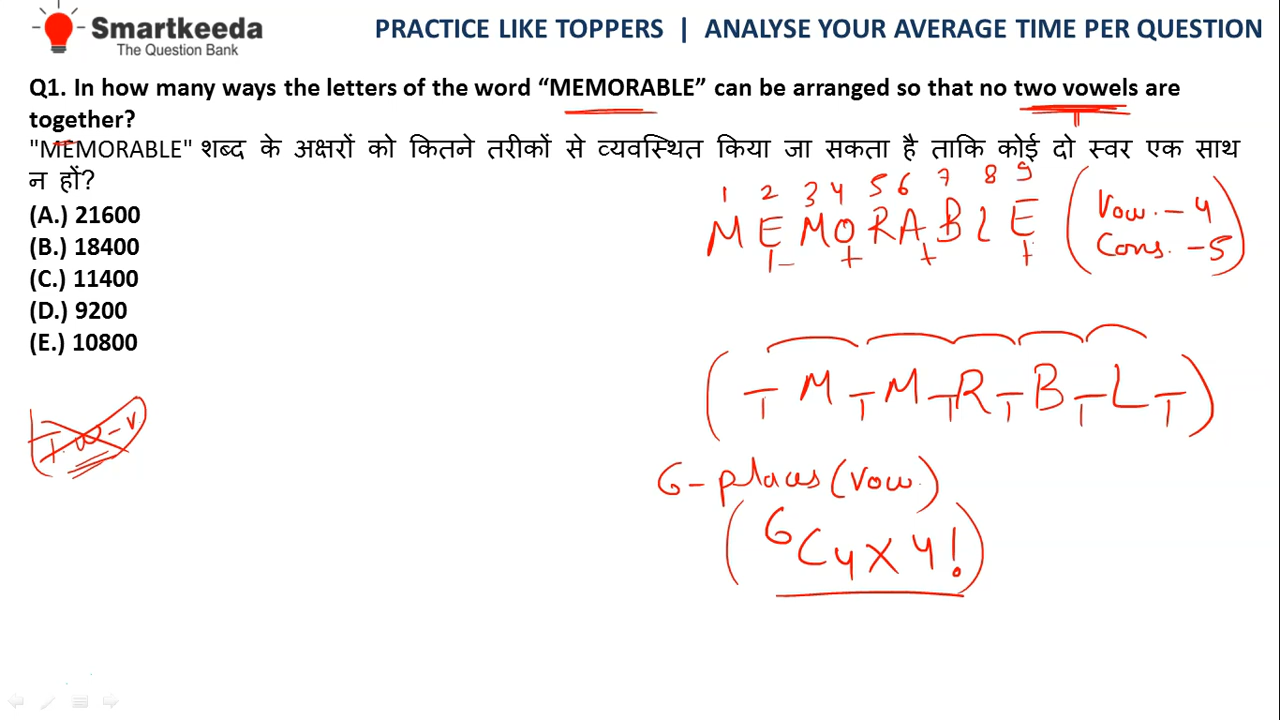 Smartkeeda
The Question Bank
PRACTICE LIKE TOPPERS | ANALYSE YOUR AVERAGE TIME PER QUESTION
Q1. In how many ways the letters of the word “MEMORABLE” can be arranged so that no two vowels are
together?
"MEMORABLE" शब्द के अक्षरों को कितने तरीकों से व्यवस्थित किया जा सकता है ताकि कोई दो स्वर एक साथ
न हों?
(A.) 21600
(B.) 18400
(C.) 11400
(D.) 9200
(E.) 10800
1 2 3 4 5 6 7 8 9
M E M O R A B L E
Vow. - 4
Cons. - 5
M M R B L
6 - places (Vow.)
6C4 X 4!